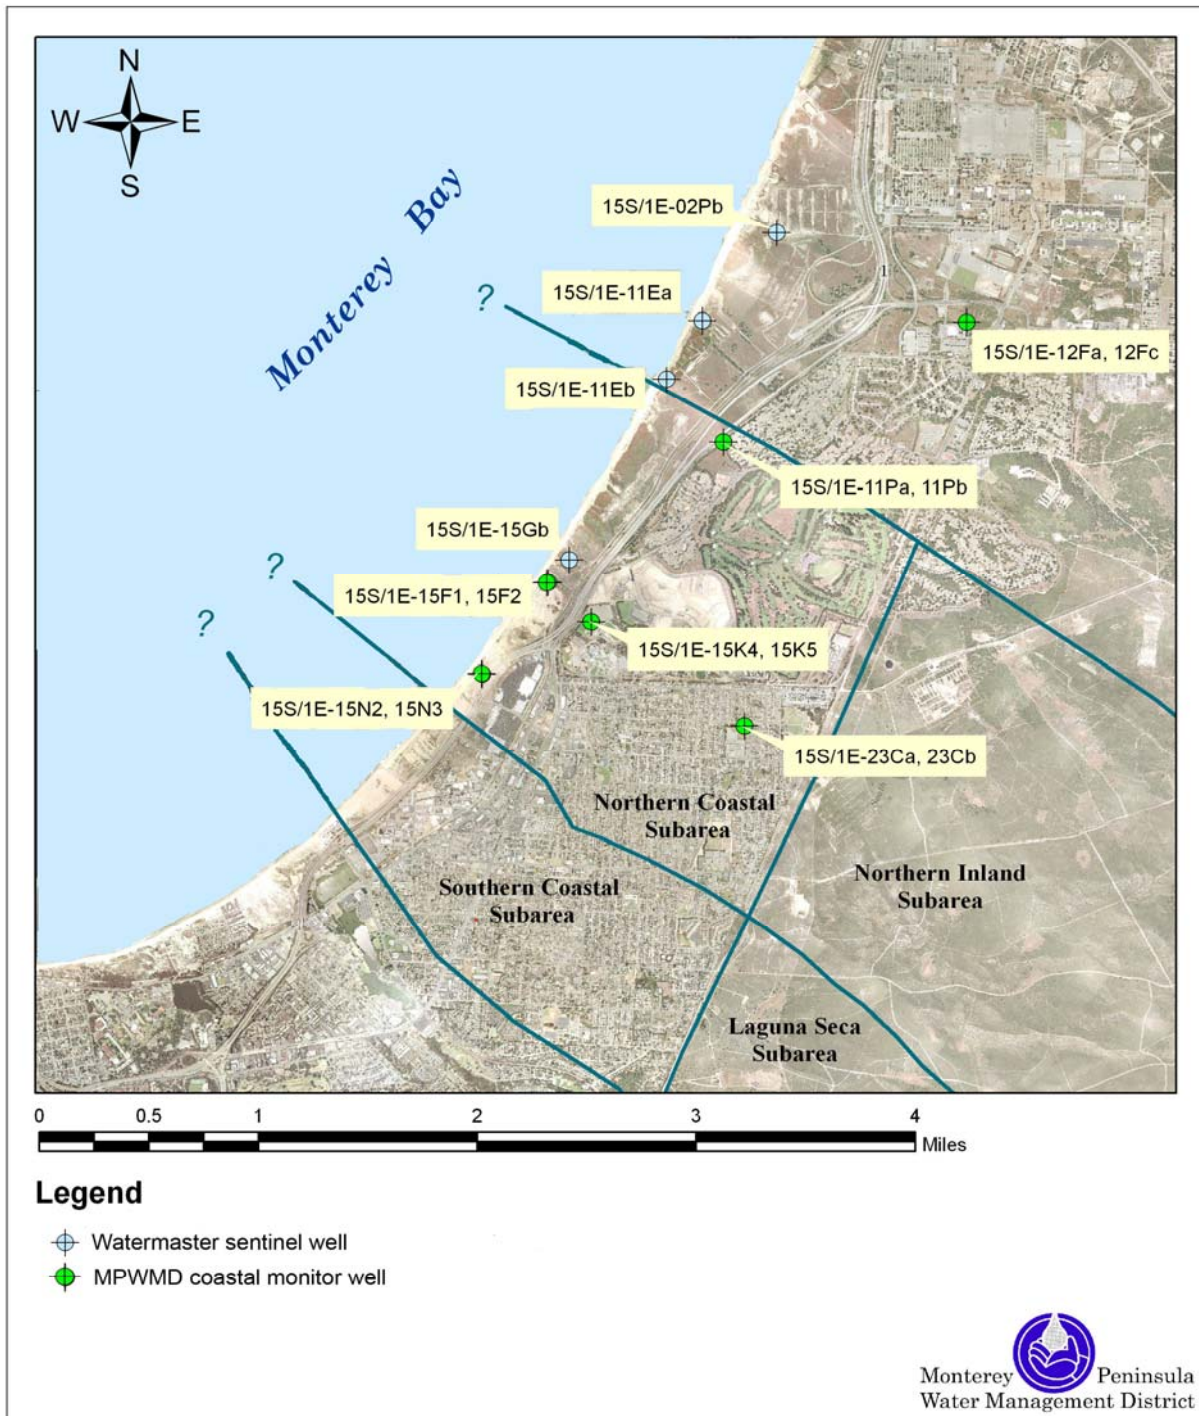 N
W E
S
Monterey Bay
15S/1E-02Pb
?
15S/1E-11Ea
1
15S/1E-12Fa, 12Fc
15S/1E-11Eb
15S/1E-11Pa, 11Pb
15S/1E-15Gb
?
15S/1E-15F1, 15F2
?
15S/1E-15K4, 15K5
15S/1E-15N2, 15N3
15S/1E-23Ca, 23Cb
Northern Coastal
Subarea
Northern Inland
Subarea
Southern Coastal
Subarea
Laguna Seca
Subarea
0 0.5 1 2 3 4
Miles
Legend
Watermaster sentinel well
MPWMD coastal monitor well
Monterey Peninsula
Water Management District